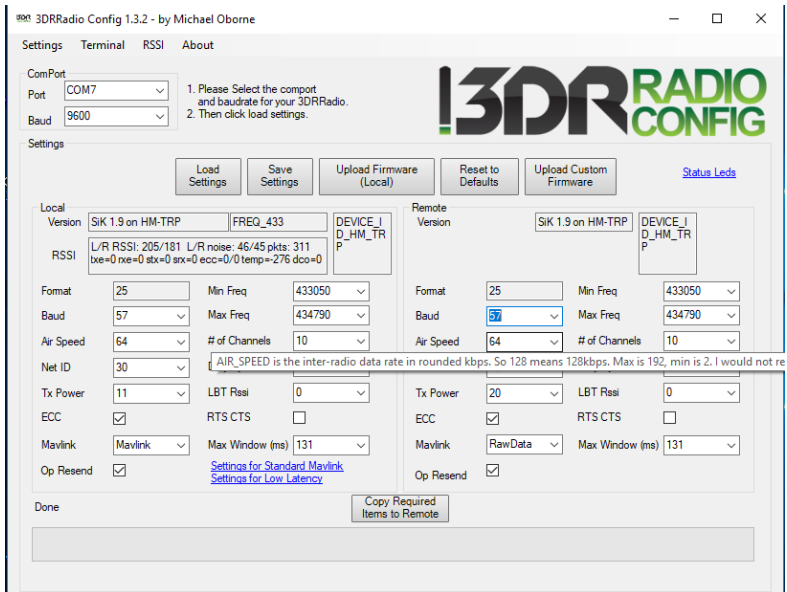 3DRRadio Config 1.3.2 - by Michael Oborne
Settings Terminal RSSI About
ComPort
Port COM7
Baud 9600
1. Please Select the comport
and baudrate for your 3DRRadio.
2. Then click load settings.
3DR RADIO
CONFIG
Settings
Load
Settings
Save
Settings
Upload Firmware
(Local)
Reset to
Defaults
Upload Custom
Firmware
Status Leds
Local
Version SiK 1.9 on HM-TRP FREQ_433
DEVICE_I
D_HM_TR
P
RSSI
L/R RSSI: 205/181 L/R noise: 46/45 pkts: 311
txe=0 rxe=0 stx=0 srx=0 ecc=0/0 temp=-276 dco=0
Format 25 Min Freq 433050
Baud 57 Max Freq 434790
Air Speed 64 # of Channels 10
Net ID 30
Tx Power 11 LBT Rssi 0
ECC RTS CTS
Mavlink Mavlink Max Window (ms) 131
Op Resend
Settings for Standard Mavlink
Settings for Low Latency
Remote
Version SiK 1.9 on HM-TRP
DEVICE_I
D_HM_TR
P
Format 25 Min Freq 433050
Baud 57 Max Freq 434790
Air Speed 64 # of Channels 10
AIR_SPEED is the inter-radio data rate in rounded kbps. So 128 means 128kbps. Max is 192, min is 2. I would not re
Tx Power 20 LBT Rssi 0
ECC RTS CTS
Mavlink RawData Max Window (ms) 131
Op Resend
Done
Copy Required
Items to Remote